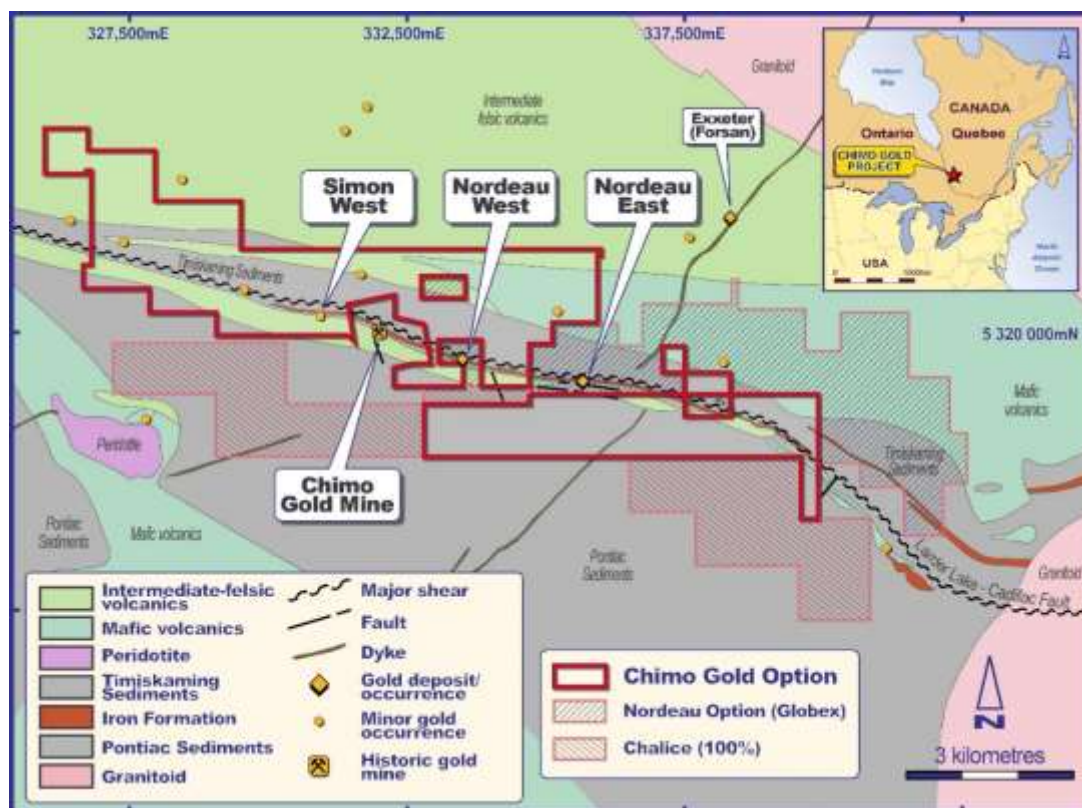 327,500mE
332,500mE
337,500mE
Granitoid
Intermediate
felsic volcanics
Exxeter
(Forsan)
CANADA
Ontario
Quebec
CHIMO GOLD
PROJECT
USA
0
1000km
N
Simon
West
Nordeau
West
Nordeau
East
Timiskaming Sediments
5 320 000mN
Mafic
volcanics
Peridotite
Chimo
Gold Mine
Timiskaming
Sediments
Pontiac
Sediments
Mafic volcanics
Pontiac
Sediments
Larder Lake - Cadillac Fault
Granitoid
Intermediate-felsic
volcanics
Mafic volcanics
Peridotite
Timiskaming
Sediments
Iron Formation
Pontiac Sediments
Granitoid
Major shear
Fault
Dyke
Gold deposit/
occurrence
Minor gold
occurrence
Historic gold
mine
Chimo Gold Option
Nordeau Option (Globex)
Chalice (100%)
N
3 kilometres